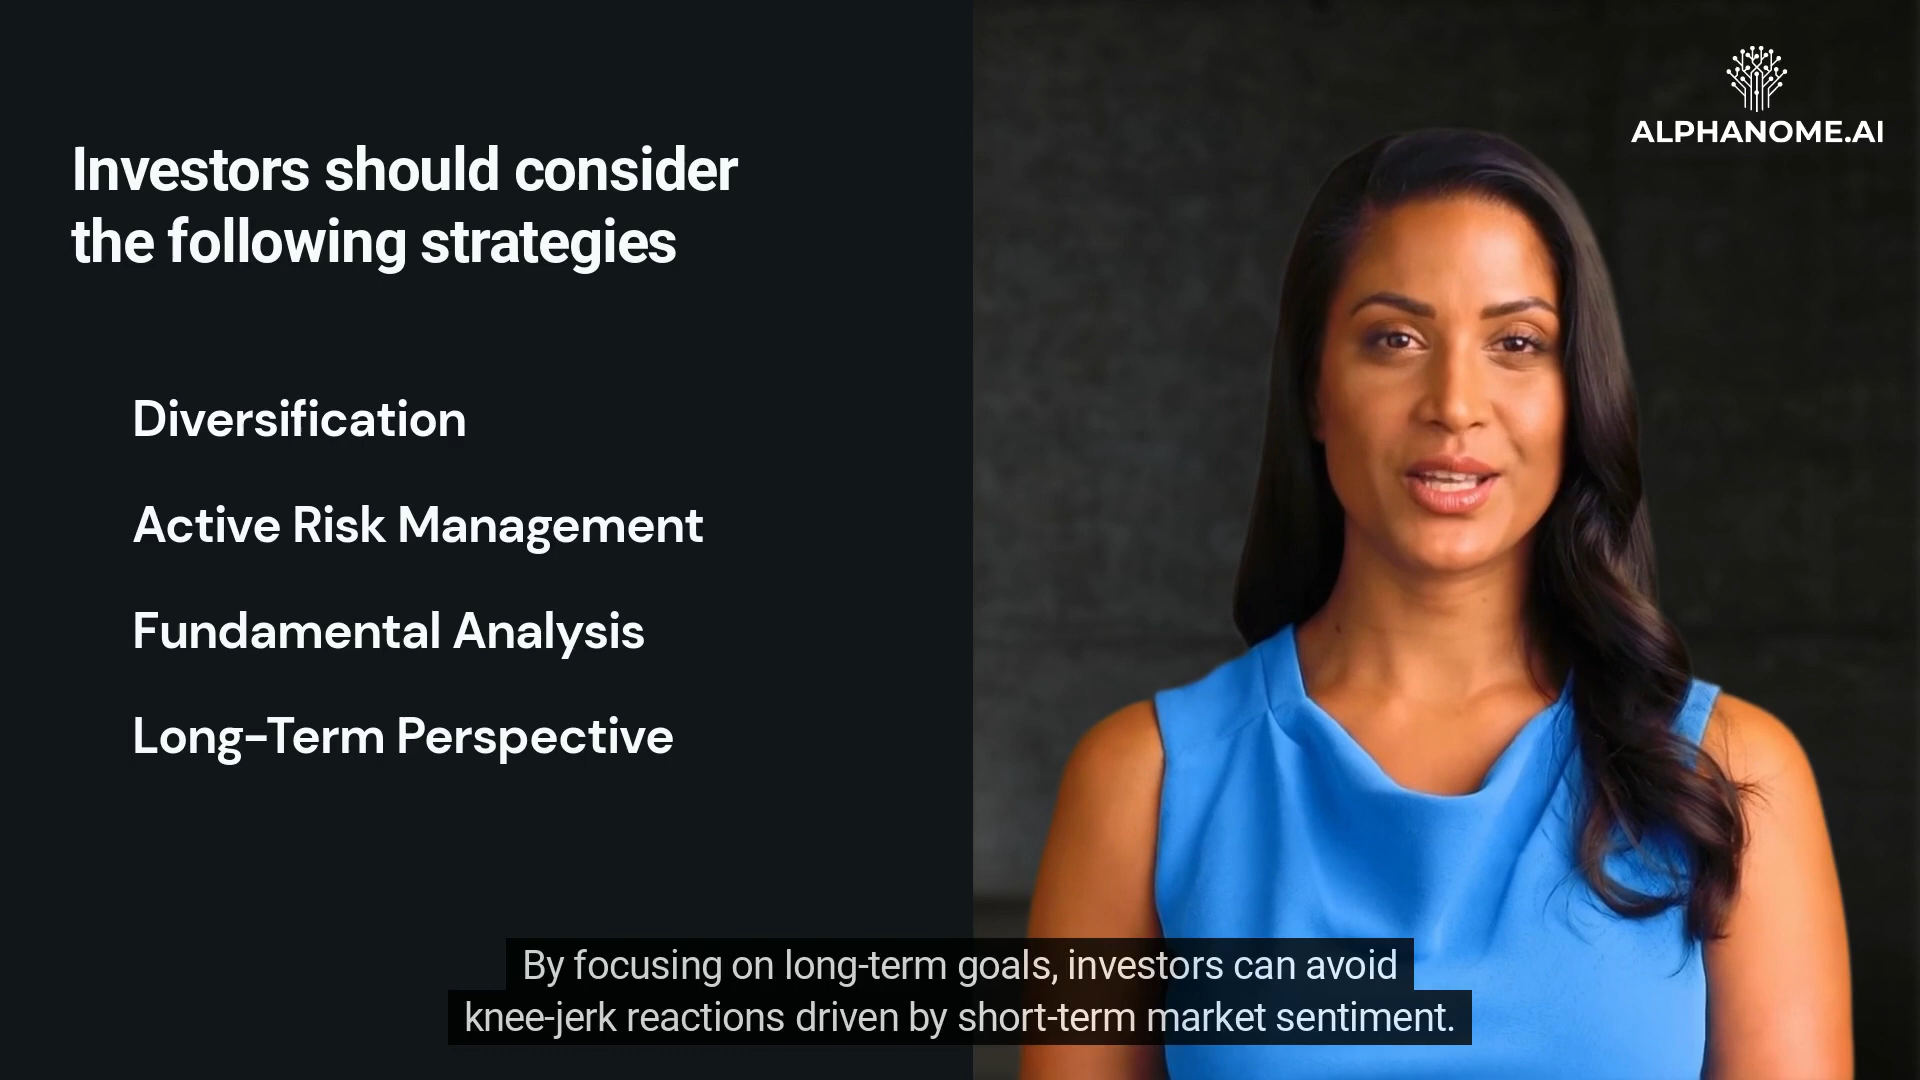 ALPHANOME.AI
Investors should consider
the following strategies
Diversification
Active Risk Management
Fundamental Analysis
Long-Term Perspective
By focusing on long-term goals, investors can avoid
knee-jerk reactions driven by short-term market sentiment.